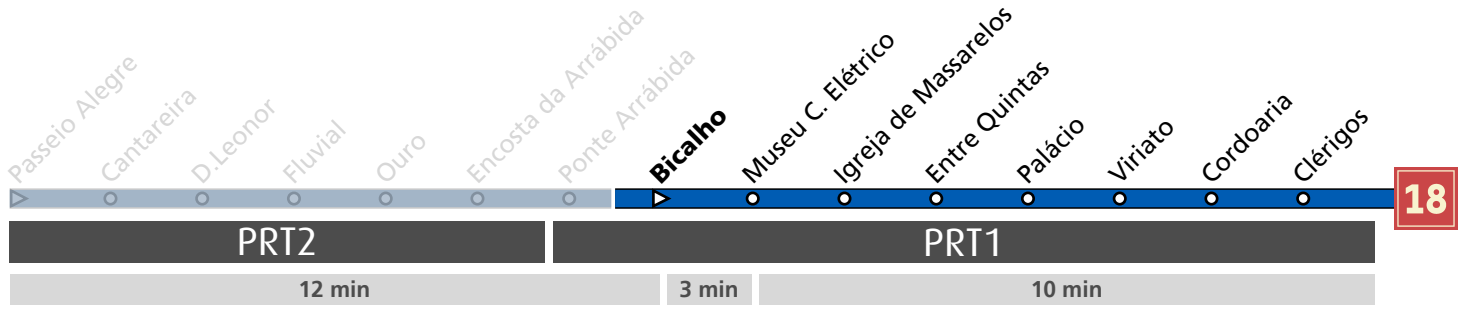 Passeio Alegre
Cantareira
D.Leonor
Fluvial
Ouro
Encosta da Arrábida
Ponte Arrábida
Bicalho
Museu C. Elétrico
Igreja de Massarelos
Entre Quintas
Palácio
Viriato
Cordoaria
Clérigos
18
PRT2 PRT1
12 min 3 min 10 min